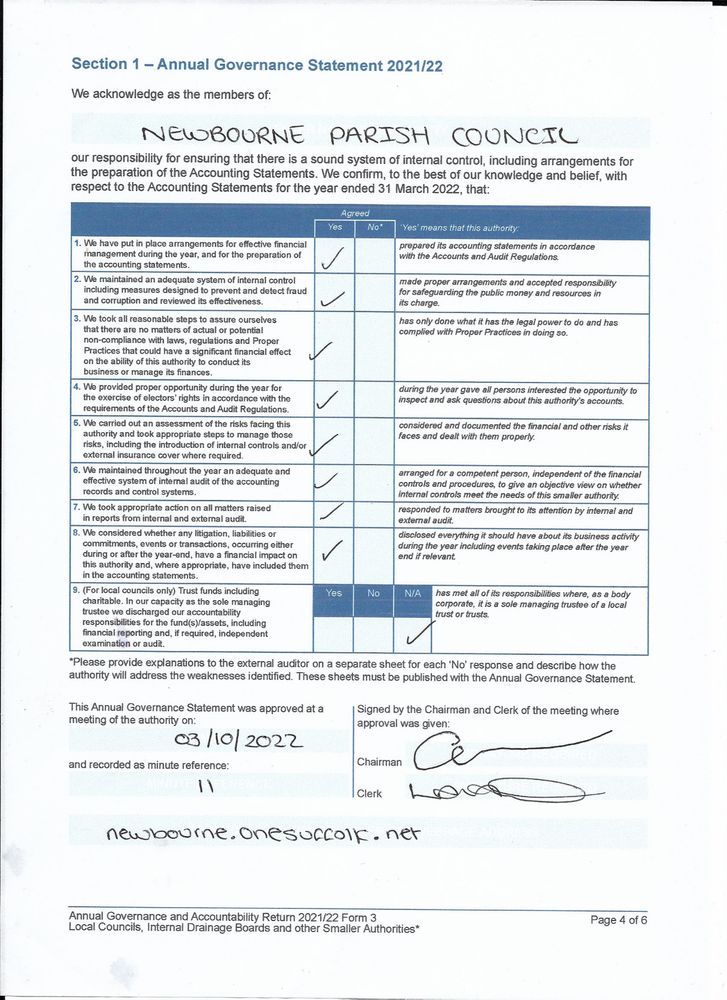 Section 1 – Annual Governance Statement 2021/22
We acknowledge as the members of:
NEWBOURNE PARISH COUNCIL
our responsibility for ensuring that there is a sound system of internal control, including arrangements for
the preparation of the Accounting Statements. We confirm, to the best of our knowledge and belief, with
respect to the Accounting Statements for the year ended 31 March 2022, that:
Agreed
Yes No* 'Yes' means that this authority:
1. We have put in place arrangements for effective financial
management during the year, and for the preparation of
the accounting statements.
prepared its accounting statements in accordance
with the Accounts and Audit Regulations.
2. We maintained an adequate system of internal control
including measures designed to prevent and detect fraud
and corruption and reviewed its effectiveness.
made proper arrangements and accepted responsibility
for safeguarding the public money and resources in
its charge.
3. We took all reasonable steps to assure ourselves
that there are no matters of actual or potential
non-compliance with laws, regulations and Proper
Practices that could have a significant financial effect
on the ability of this authority to conduct its
business or manage its finances.
has only done what it has the legal power to do and has
complied with Proper Practices in doing so.
4. We provided proper opportunity during the year for
the exercise of electors' rights in accordance with the
requirements of the Accounts and Audit Regulations.
during the year gave all persons interested the opportunity to
inspect and ask questions about this authority's accounts.
5. We carried out an assessment of the risks facing this
authority and took appropriate steps to manage those
risks, including the introduction of internal controls and/or
external insurance cover where required.
considered and documented the financial and other risks it
faces and dealt with them properly.
6. We maintained throughout the year an adequate and
effective system of internal audit of the accounting
records and control systems.
arranged for a competent person, independent of the financial
controls and procedures, to give an objective view on whether
internal controls meet the needs of this smaller authority.
7. We took appropriate action on all matters raised
in reports from internal and external audit.
responded to matters brought to its attention by internal and
external audit.
8. We considered whether any litigation, liabilities or
commitments, events or transactions, occurring either
during or after the year-end, have a financial impact on
this authority and, where appropriate, have included them
in the accounting statements.
disclosed everything it should have about its business activity
during the year including events taking place after the year
end if relevant.
9. (For local councils only) Trust funds including
charitable. In our capacity as the sole managing
trustee we discharged our accountability
responsibilities for the fund(s)/assets, including
financial reporting and, if required, independent
examination or audit.
Yes No N/A
has met all of its responsibilities where, as a body
corporate, it is a sole managing trustee of a local
trust or trusts.
*Please provide explanations to the external auditor on a separate sheet for each 'No' response and describe how the
authority will address the weaknesses identified. These sheets must be published with the Annual Governance Statement.
This Annual Governance Statement was approved at a
meeting of the authority on:
03/10/2022
and recorded as minute reference:
11
Signed by the Chairman and Clerk of the meeting where
approval was given:
Chairman
Clerk
newbourne.onesuffolk.net
Annual Governance and Accountability Return 2021/22 Form 3
Local Councils, Internal Drainage Boards and other Smaller Authorities*
Page 4 of 6